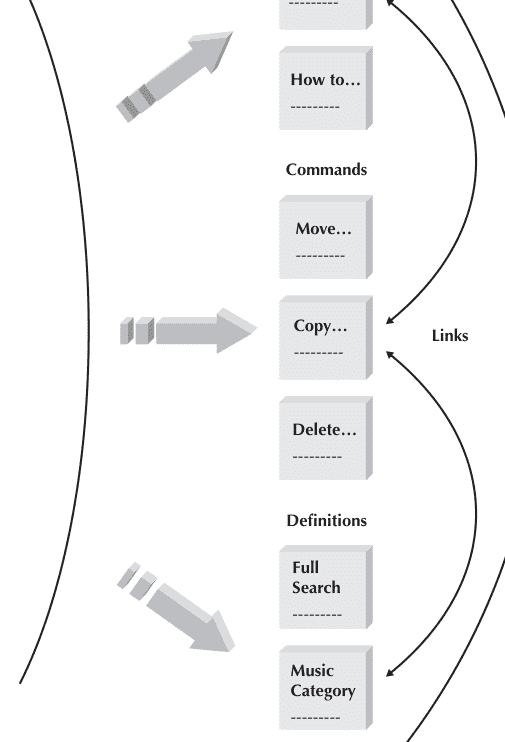 ---------
How to…
---------
Commands
Move…
---------
Copy…
---------
Links
Delete…
---------
Definitions
Full
Search
---------
Music
Category
---------